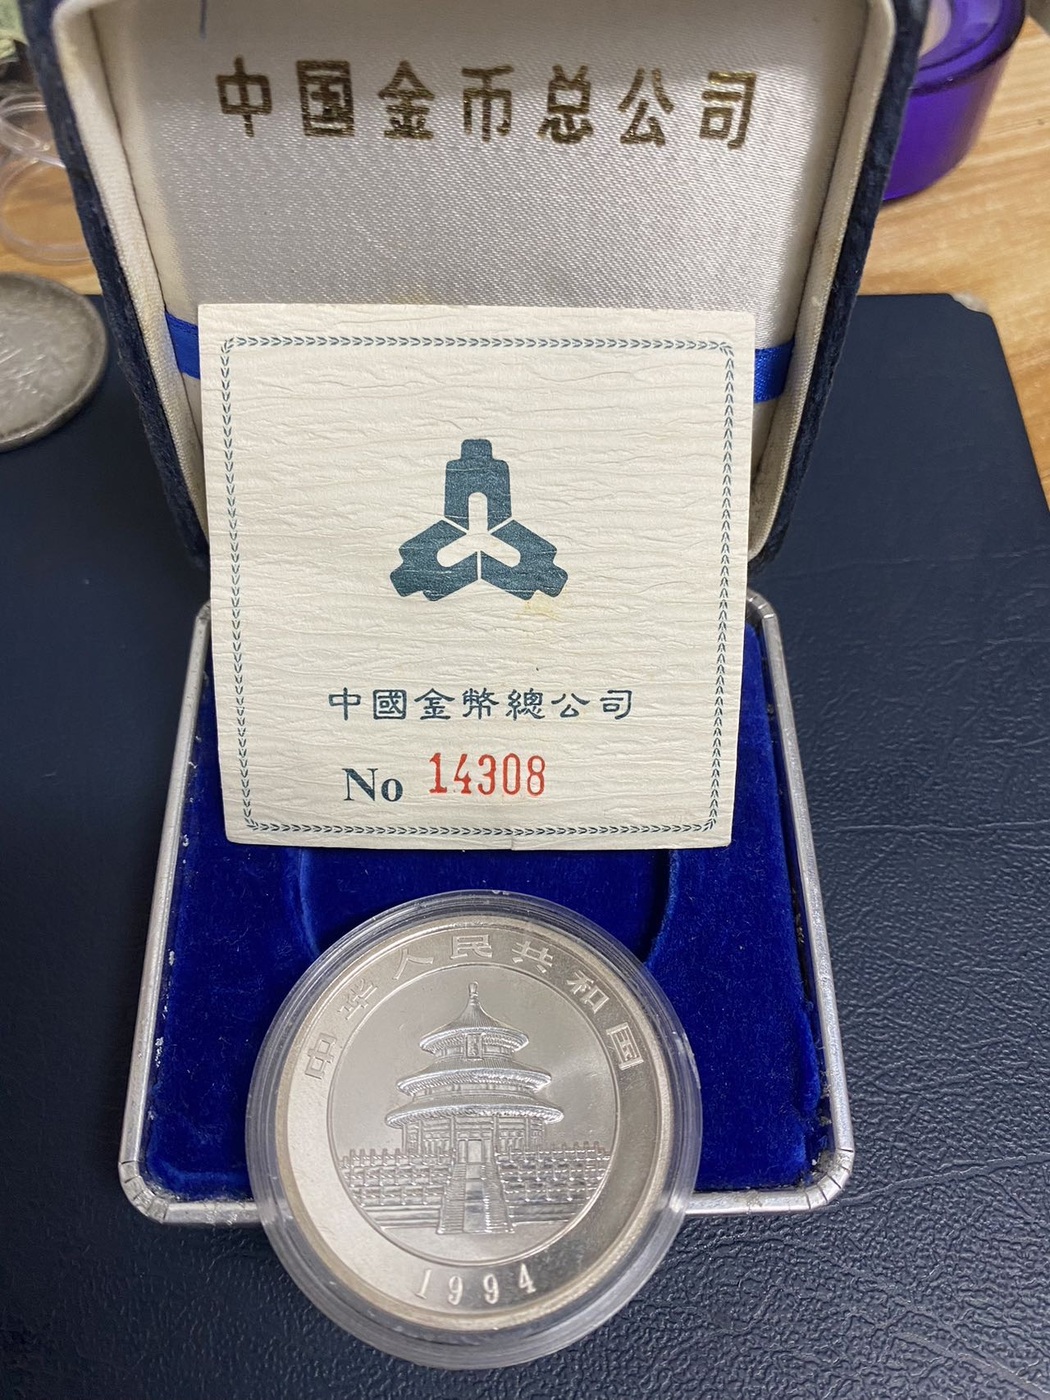 中国金币总公司
中國金幣總公司
No 14308
中华人民共和国
1994